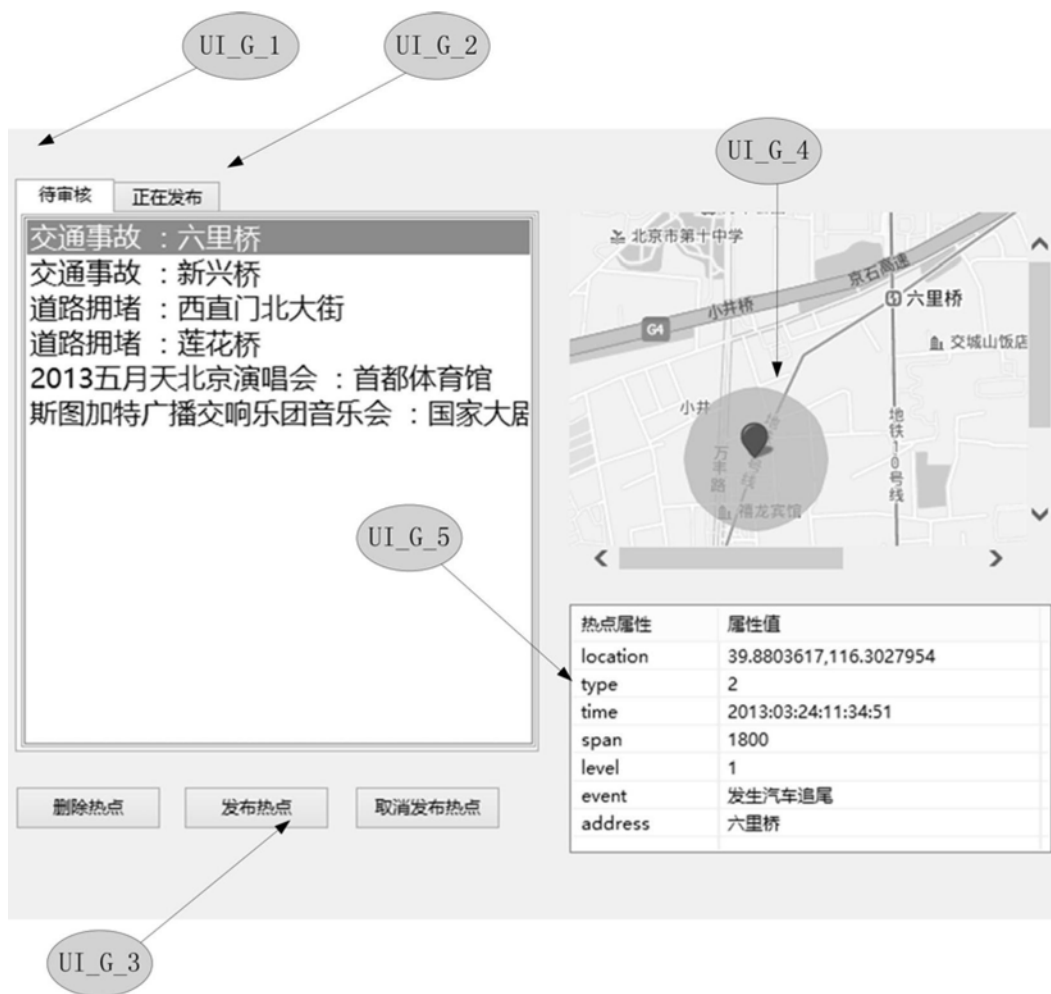 UI_G_1
UI_G_2
UI_G_4
待审核
正在发布
交通事故 ：六里桥
交通事故 ：新兴桥
道路拥堵 ：西直门北大街
道路拥堵 ：莲花桥
2013五月天北京演唱会 ：首都体育馆
斯图加特广播交响乐团音乐会 ：国家大剧
北京市第十中学
京石高速
小井桥
六里桥
G4
交城山饭店
小井
地铁10号线
万丰路
禧龙宾馆
UI_G_5
热点属性 属性值
location 39.8803617,116.3027954
type 2
time 2013:03:24:11:34:51
span 1800
level 1
event 发生汽车追尾
address 六里桥
删除热点
发布热点
取消发布热点
UI_G_3